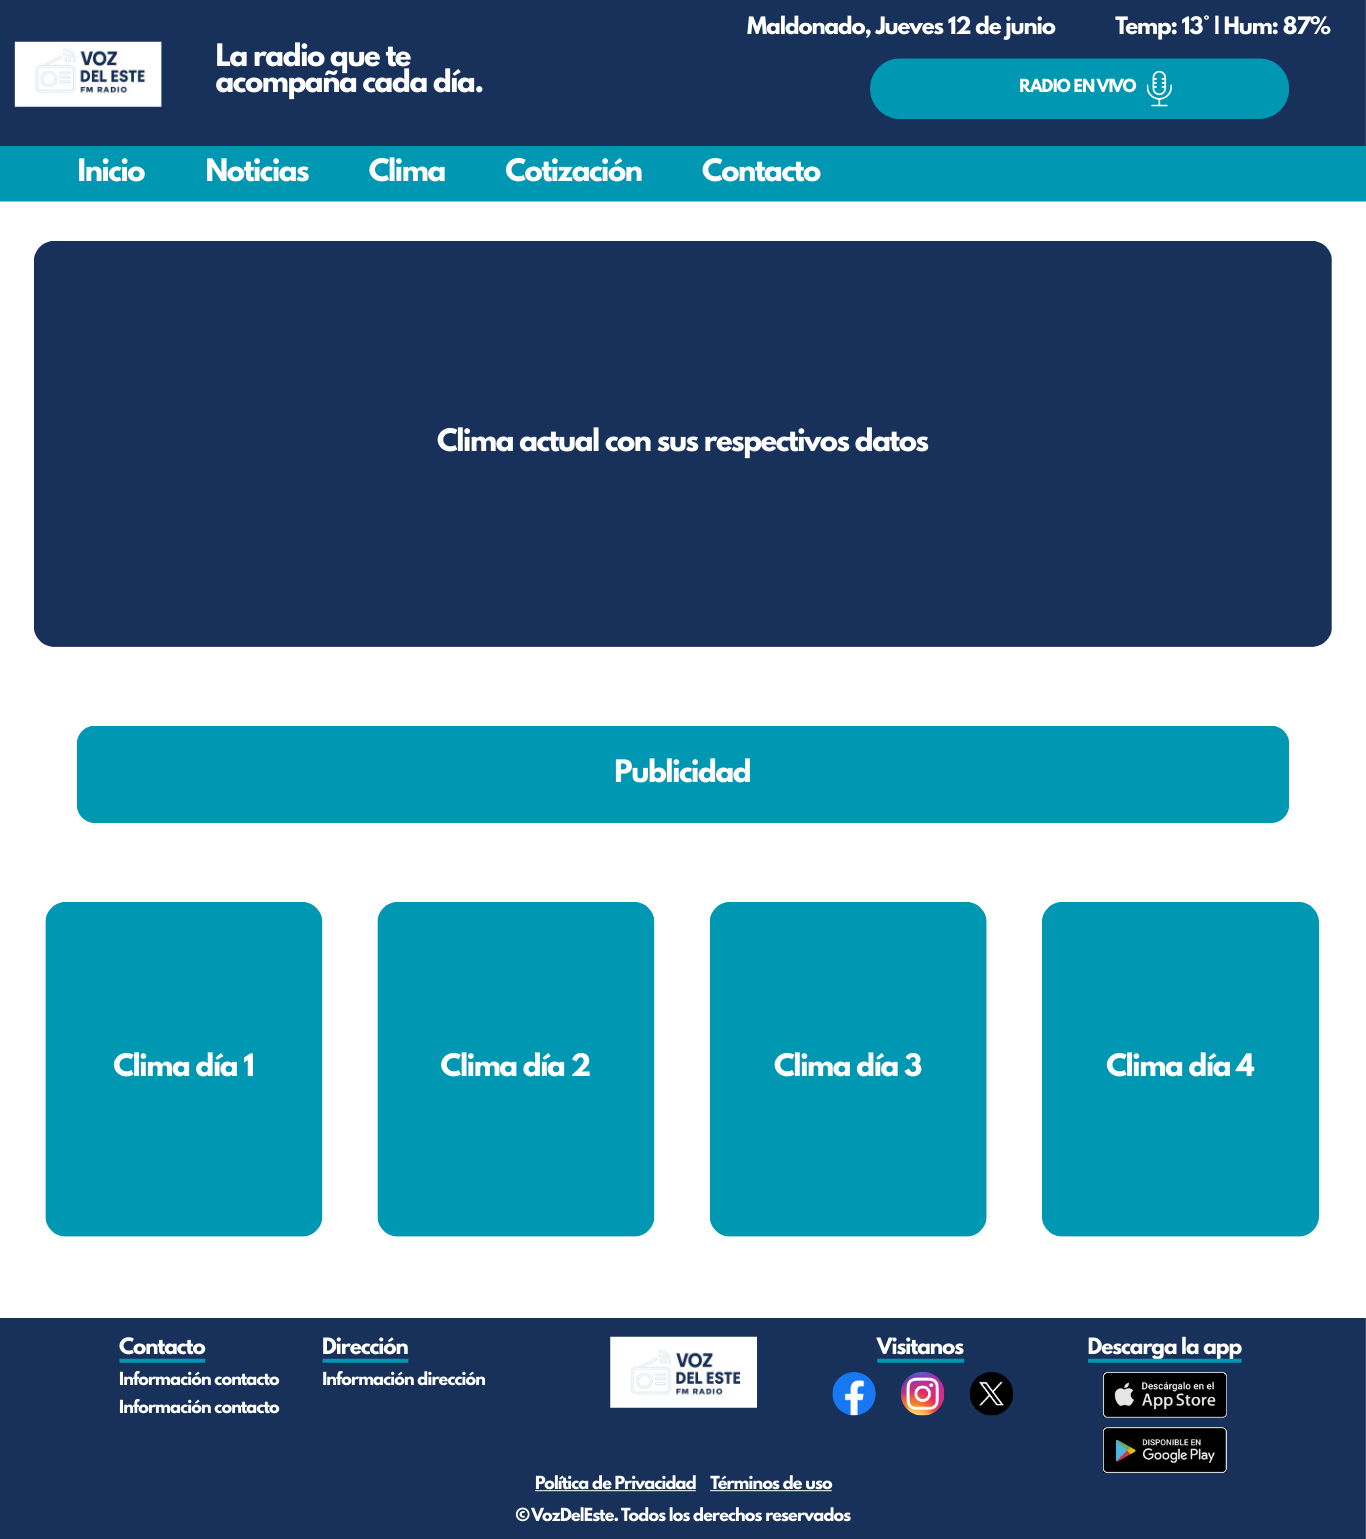 Maldonado, Jueves 12 de junio
Temp: 13° | Hum: 87%
VOZ
DEL ESTE
FM RADIO
La radio que te
acompaña cada día.
RADIO EN VIVO
Inicio
Noticias
Clima
Cotización
Contacto
Clima actual con sus respectivos datos
Publicidad
Clima día 1
Clima día 2
Clima día 3
Clima día 4
Contacto
Información contacto
Información contacto
Dirección
Información dirección
VOZ
DEL ESTE
FM RADIO
Visitanos
Descarga la app
Descárgalo en el
App Store
DISPONIBLE EN
Google Play
Política de Privacidad
Términos de uso
© VozDelEste. Todos los derechos reservados